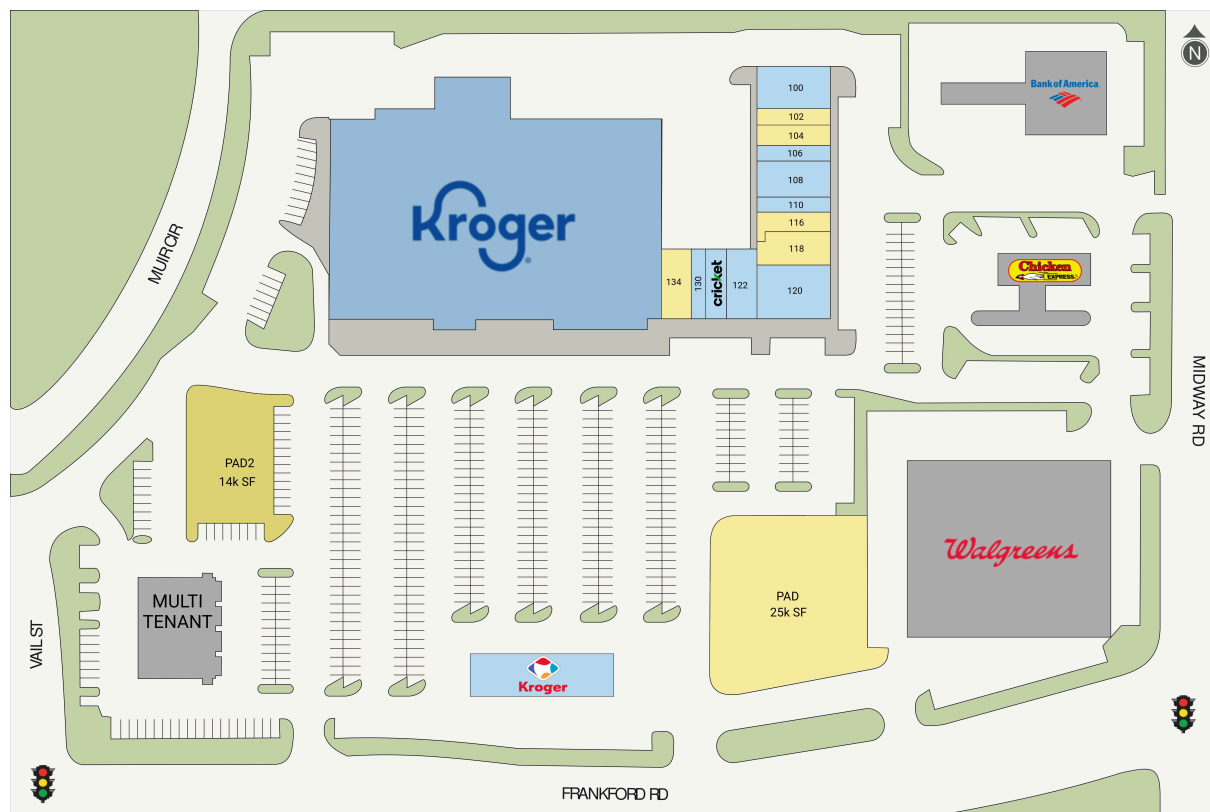 N
Bank of America
100
102
104
106
108
110
116
118
120
MUIR CIR
Kroger
134
130
cricket
122
Chicken
EXPRESS
MIDWAY RD
PAD2
14k SF
Walgreens
MULTI
TENANT
PAD
25k SF
VAIL ST
Kroger
FRANKFORD RD